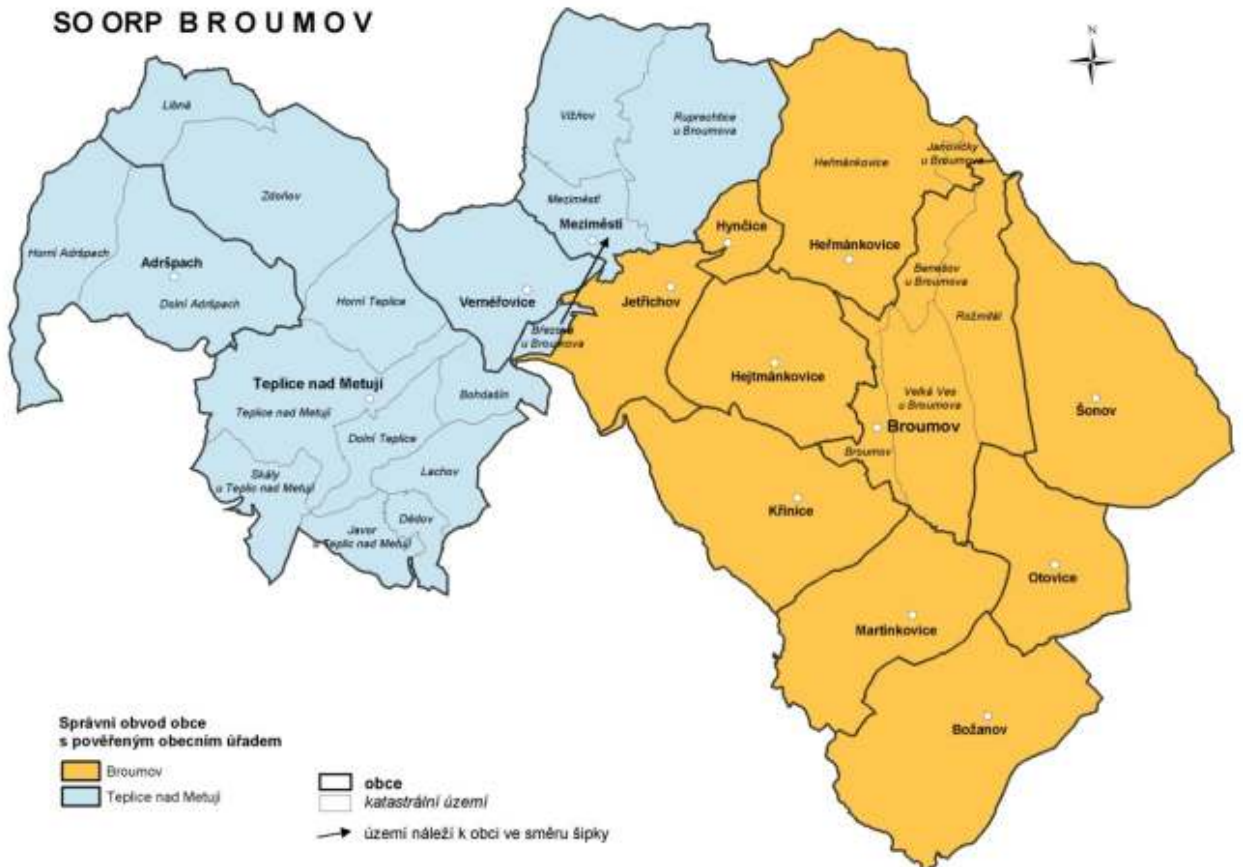 SO ORP BROUMOV
N
Libná
Vižňov
Ruprechtice
u Broumova
Janovičky
u Broumova
Heřmánkovice
Zdoňov
Meziměstí
Meziměstí
Hynčice
Heřmánkovice
Horní Adršpach
Adršpach
Dolní Adršpach
Horní Teplice
Verněřovice
Jetřichov
Benešov
u Broumova
Rožmitál
Březová
u Broumova
Hejtmánkovice
Teplice nad Metují
Teplice nad Metují
Bohdašín
Velká Ves
u Broumova
Šonov
Broumov
Broumov
Dolní Teplice
Skály
u Teplic nad Metují
Lachov
Křinice
Dědov
Javor
u Teplic nad Metují
Otovice
Martínkovice
Božanov
Správní obvod obce
s pověřeným obecním úřadem
Broumov
Teplice nad Metují
obce
katastrální území
území náleží k obci ve směru šipky